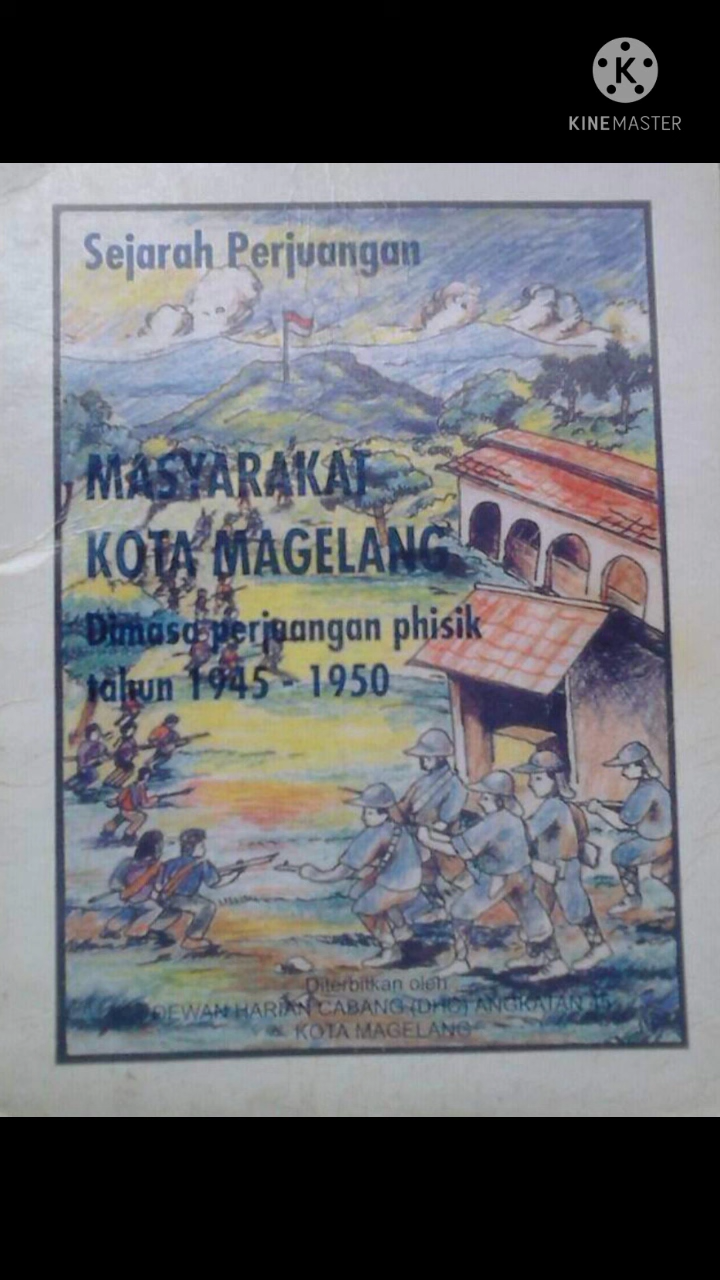 KINEMASTER
Sejarah Perjuangan
MASYARAKAT
KOTA MAGELANG
Dimasa perjuangan phisik
tahun 1945 - 1950
Diterbitkan oleh
DEWAN HARIAN CABANG (DHC) ANGKATAN 45
KOTA MAGELANG